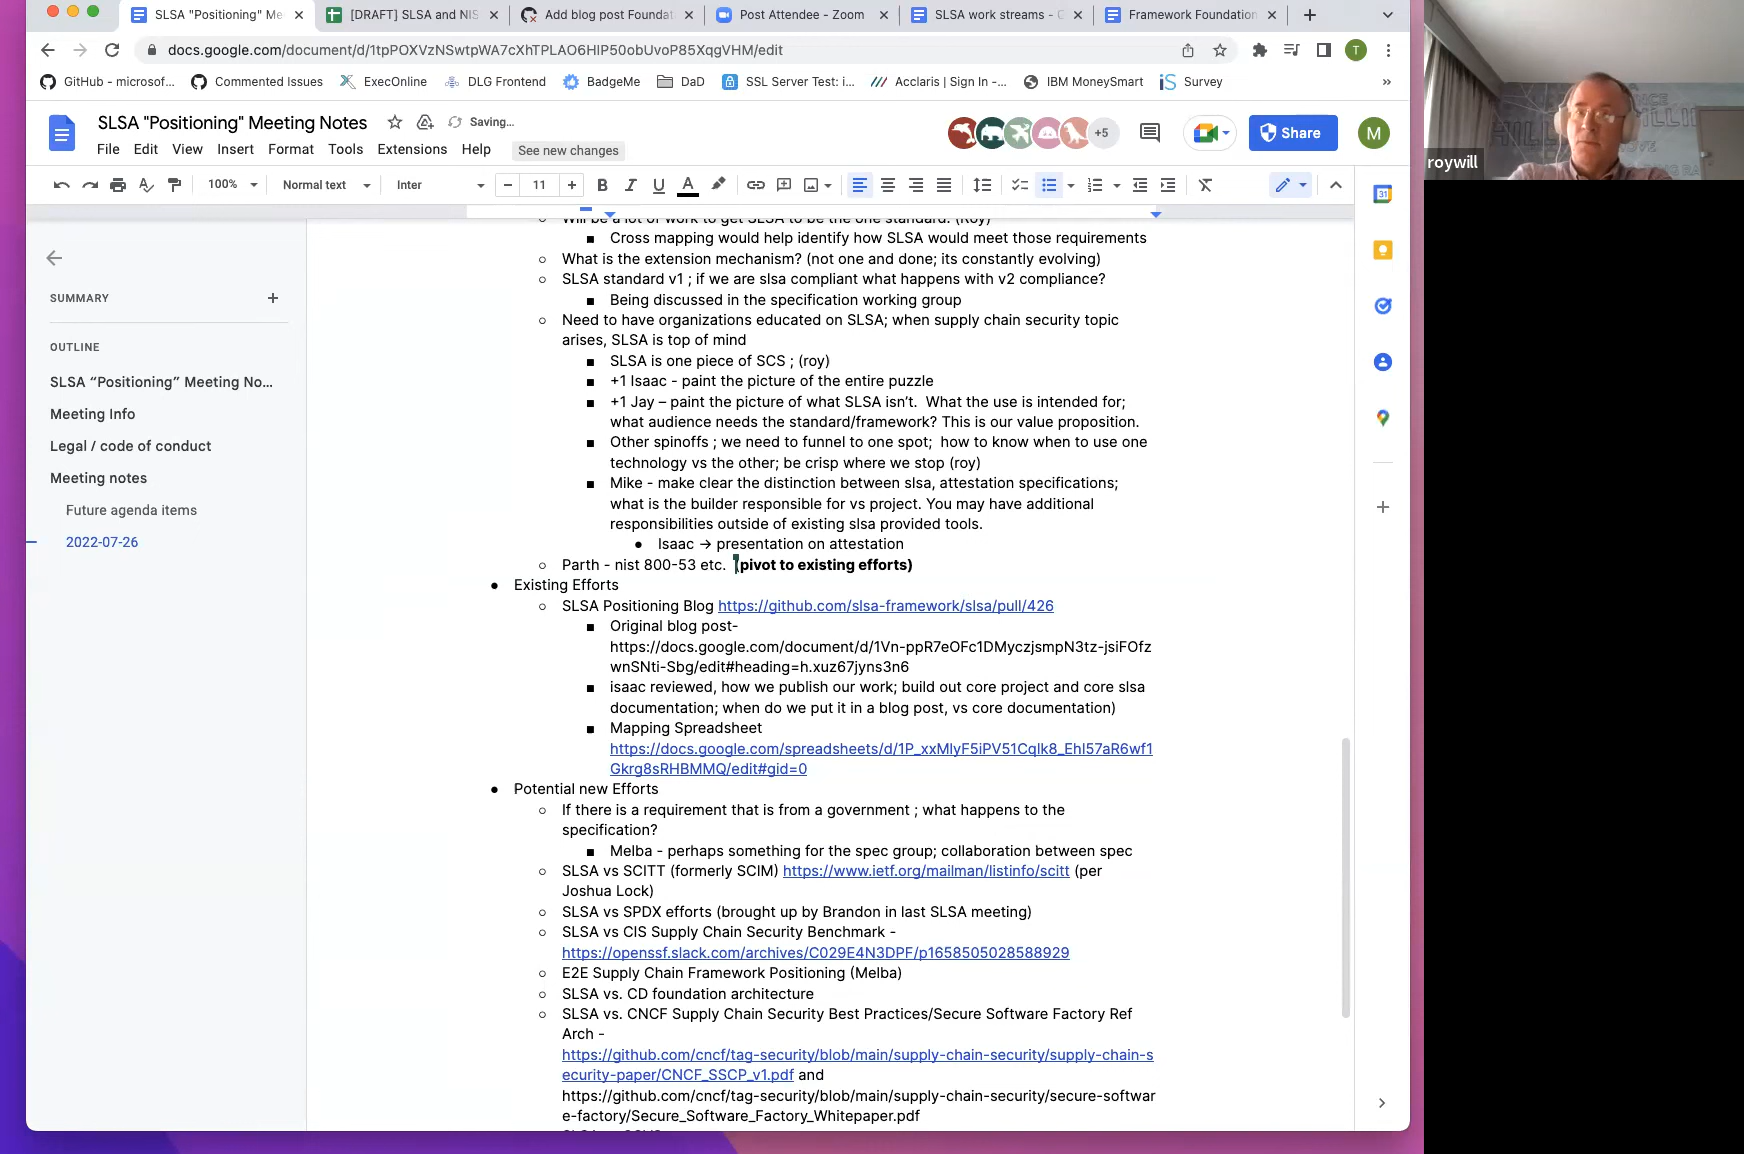 SLSA "Positioning" Me
[DRAFT] SLSA and NIS
Add blog post Founda
Post Attendee - Zoom
SLSA work streams -
Framework Foundation
docs.google.com/document/d/1tpPOXVzNSwtpWA7cXhTPLAO6HlP50obUvoP85XqgVHM/edit
T
GitHub - microsof...
Commented Issues
ExecOnline
DLG Frontend
BadgeMe
DaD
SSL Server Test: i...
Acclaris | Sign In -...
IBM MoneySmart
iS Survey
SLSA "Positioning" Meeting Notes
Saving...
+5
Share
M
File Edit View Insert Format Tools Extensions Help
See new changes
100%
Normal text
Inter
11
SUMMARY
OUTLINE
SLSA “Positioning” Meeting No...
Meeting Info
Legal / code of conduct
Meeting notes
Future agenda items
2022-07-26
Will be a lot of work to get SLSA to be the one standard. (Roy)
Cross mapping would help identify how SLSA would meet those requirements
What is the extension mechanism? (not one and done; its constantly evolving)
SLSA standard v1 ; if we are slsa compliant what happens with v2 compliance?
Being discussed in the specification working group
Need to have organizations educated on SLSA; when supply chain security topic
arises, SLSA is top of mind
SLSA is one piece of SCS ; (roy)
+1 Isaac - paint the picture of the entire puzzle
+1 Jay – paint the picture of what SLSA isn’t. What the use is intended for;
what audience needs the standard/framework? This is our value proposition.
Other spinoffs ; we need to funnel to one spot; how to know when to use one
technology vs the other; be crisp where we stop (roy)
Mike - make clear the distinction between slsa, attestation specifications;
what is the builder responsible for vs project. You may have additional
responsibilities outside of existing slsa provided tools.
Isaac → presentation on attestation
Parth - nist 800-53 etc. (pivot to existing efforts)
Existing Efforts
SLSA Positioning Blog https://github.com/slsa-framework/slsa/pull/426
Original blog post-
https://docs.google.com/document/d/1Vn-ppR7eOFc1DMyczjsmpN3tz-jsiFOfz
wnSNti-Sbg/edit#heading=h.xuz67jyns3n6
isaac reviewed, how we publish our work; build out core project and core slsa
documentation; when do we put it in a blog post, vs core documentation)
Mapping Spreadsheet
https://docs.google.com/spreadsheets/d/1P_xxMlyF5iPV51Cqlk8_Ehl57aR6wf1
Gkrg8sRHBMMQ/edit#gid=0
Potential new Efforts
If there is a requirement that is from a government ; what happens to the
specification?
Melba - perhaps something for the spec group; collaboration between spec
SLSA vs SCITT (formerly SCIM) https://www.ietf.org/mailman/listinfo/scitt (per
Joshua Lock)
SLSA vs SPDX efforts (brought up by Brandon in last SLSA meeting)
SLSA vs CIS Supply Chain Security Benchmark -
https://openssf.slack.com/archives/C029E4N3DPF/p1658505028588929
E2E Supply Chain Framework Positioning (Melba)
SLSA vs. CD foundation architecture
SLSA vs. CNCF Supply Chain Security Best Practices/Secure Software Factory Ref
Arch -
https://github.com/cncf/tag-security/blob/main/supply-chain-security/supply-chain-s
ecurity-paper/CNCF_SSCP_v1.pdf and
https://github.com/cncf/tag-security/blob/main/supply-chain-security/secure-softwar
e-factory/Secure_Software_Factory_Whitepaper.pdf
31
roywill